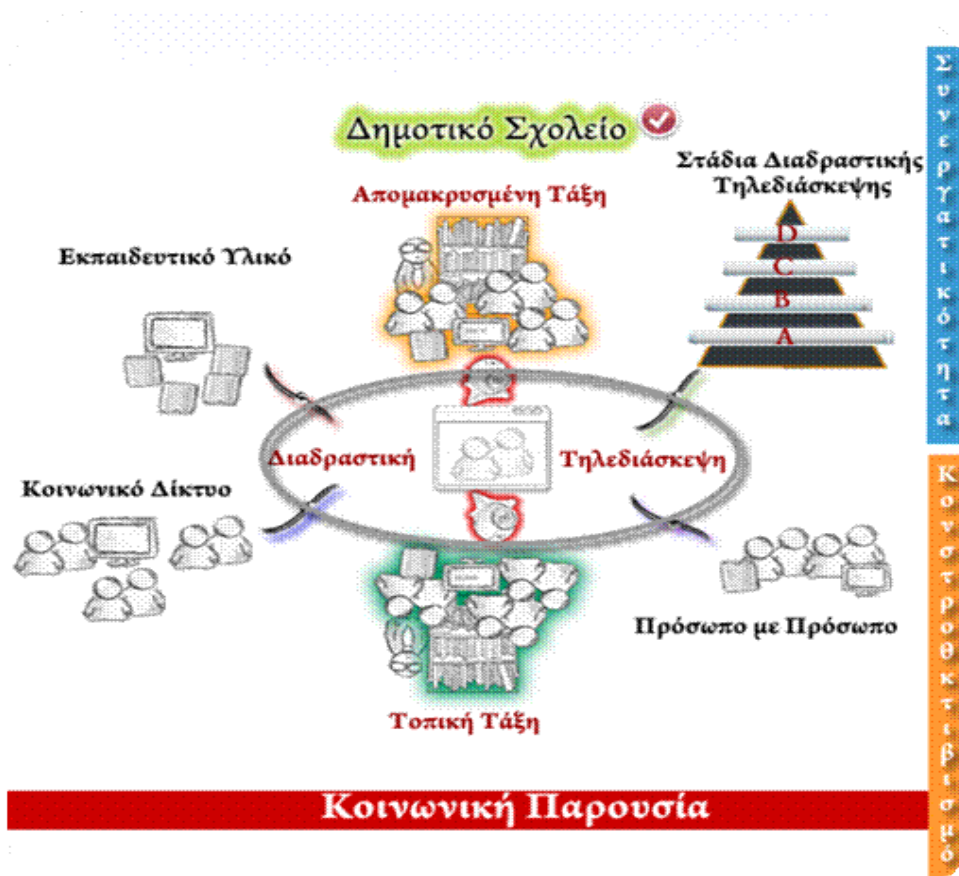 Δημοτικό Σχολείο
Στάδια Διαδραστικής
Τηλεδιάσκεψης
Απομακρυσμένη Τάξη
Εκπαιδευτικό Υλικό
D
C
B
A
Διαδραστική
Τηλεδιάσκεψη
Κοινωνικό Δίκτυο
Πρόσωπο με Πρόσωπο
Τοπική Τάξη
Κοινωνική Παρουσία
Συνεργατικότητα
Κονστροθκτιβισμό